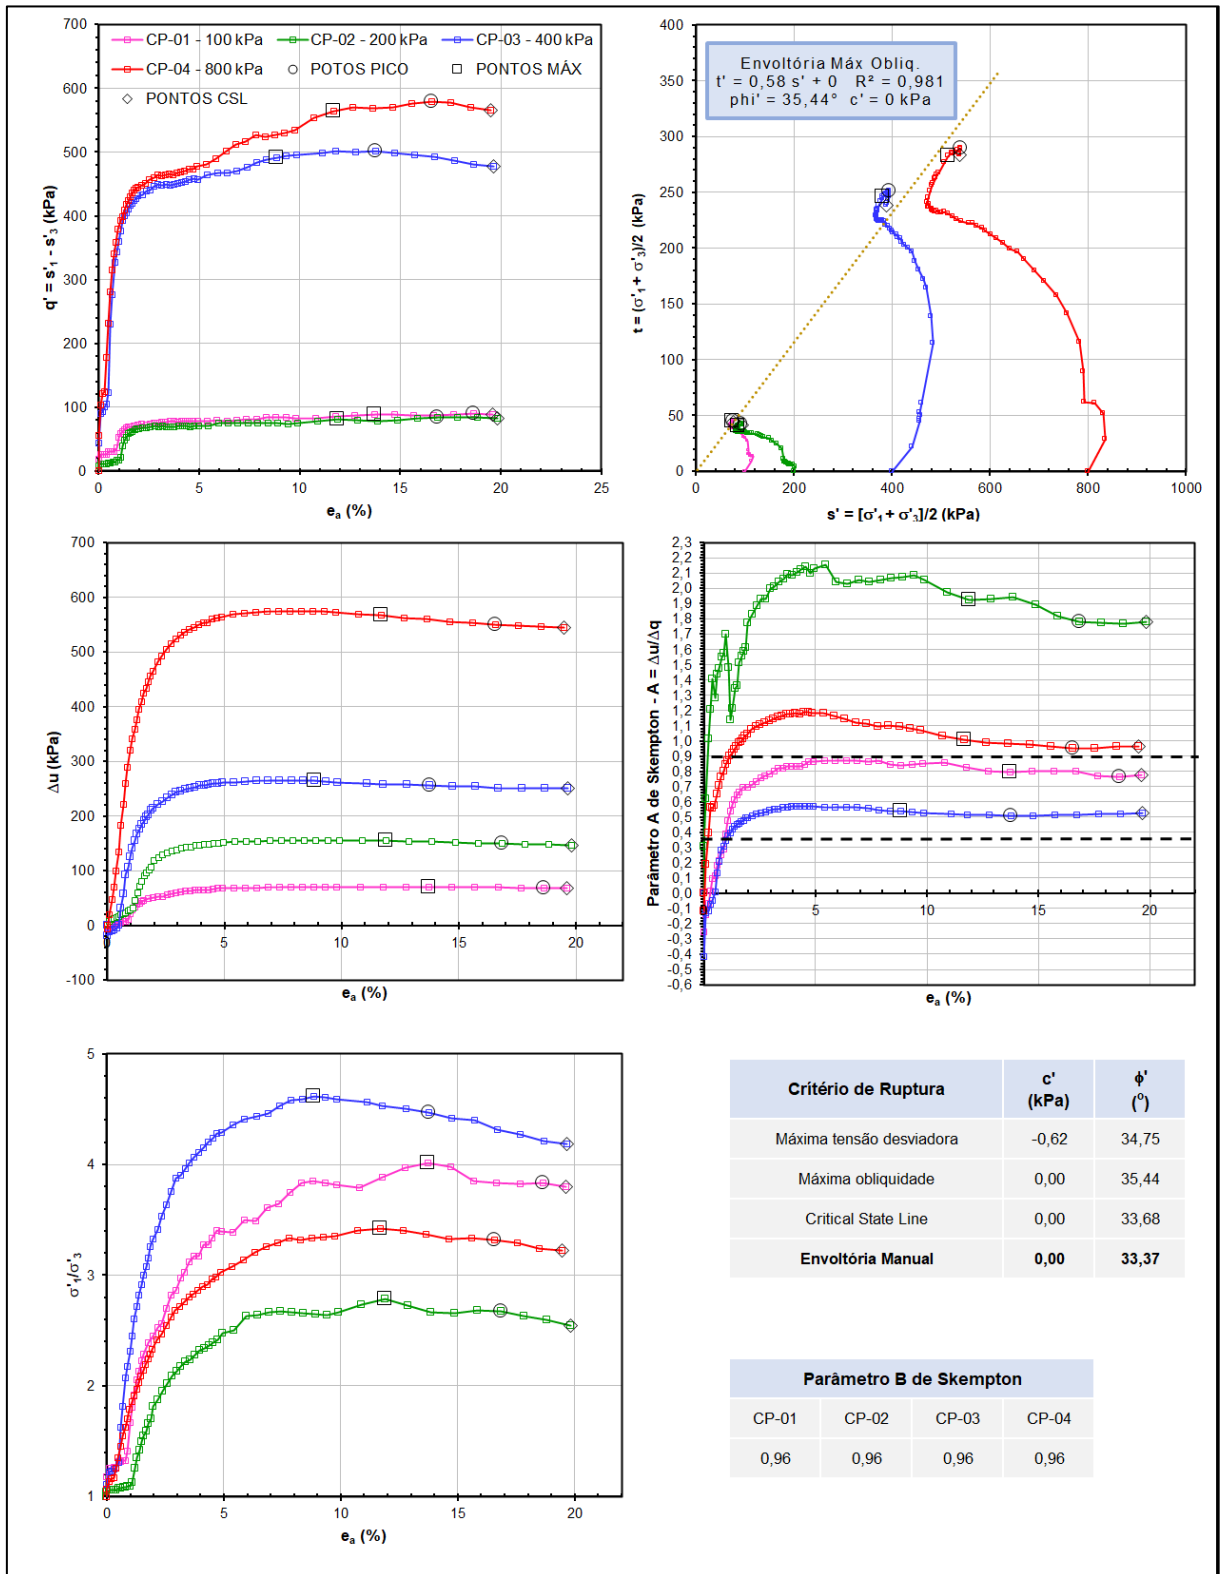 CP-01 - 100 kPa CP-02 - 200 kPa CP-03 - 400 kPa
CP-04 - 800 kPa POTOS PICO PONTOS MÁX
PONTOS CSL
700
600
500
400
300
200
100
0
0 5 10 15 20 25
q' = s'₁ - s'₃ (kPa)
eₐ (%)
Envoltória Máx Obliq.
t' = 0,58 s' + 0 R² = 0,981
phi' = 35,44° c' = 0 kPa
400
350
300
250
200
150
100
50
0
0 200 400 600 800 1000
t = (σ'₁ + σ'₃)/2 (kPa)
s' = [σ'₁ + σ'₃]/2 (kPa)
700
600
500
400
300
200
100
0
-100
0 5 10 15 20
Δu (kPa)
eₐ (%)
2,3
2,2
2,1
2,0
1,9
1,8
1,7
1,6
1,5
1,4
1,3
1,2
1,1
1,0
0,9
0,8
0,7
0,6
0,5
0,4
0,3
0,2
0,1
0,0
-0,1
-0,2
-0,3
-0,4
-0,5
-0,6
0 5 10 15 20
Parâmetro A de Skempton - A = Δu/Δq
eₐ (%)
5
4
3
2
1
0 5 10 15 20
σ'₁/σ'₃
eₐ (%)
Critério de Ruptura c' (kPa) ϕ' (°)
Máxima tensão desviadora -0,62 34,75
Máxima obliquidade 0,00 35,44
Critical State Line 0,00 33,68
Envoltória Manual 0,00 33,37
Parâmetro B de Skempton
CP-01 CP-02 CP-03 CP-04
0,96 0,96 0,96 0,96